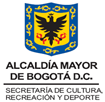 ALCALDÍA MAYOR
DE BOGOTÁ D.C.
SECRETARÍA DE CULTURA,
RECREACIÓN Y DEPORTE